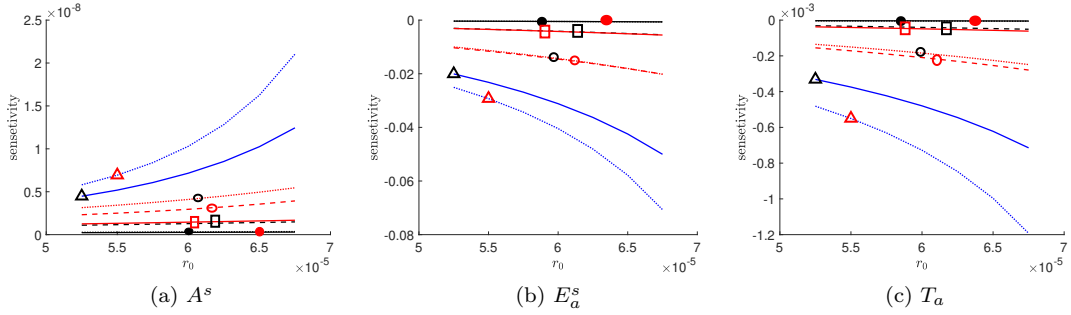 2.5 ×10⁻⁸
2
1.5
1
0.5
0
sensetivity
5 5.5 6 6.5 7
r₀ ×10⁻⁵
(a) Aˢ
0
-0.02
-0.04
-0.06
-0.08
sensetivity
5 5.5 6 6.5 7
r₀ ×10⁻⁵
(b) Eₐˢ
0 ×10⁻³
-0.2
-0.4
-0.6
-0.8
-1
-1.2
sensetivity
5 5.5 6 6.5 7
r₀ ×10⁻⁵
(c) Tₐ